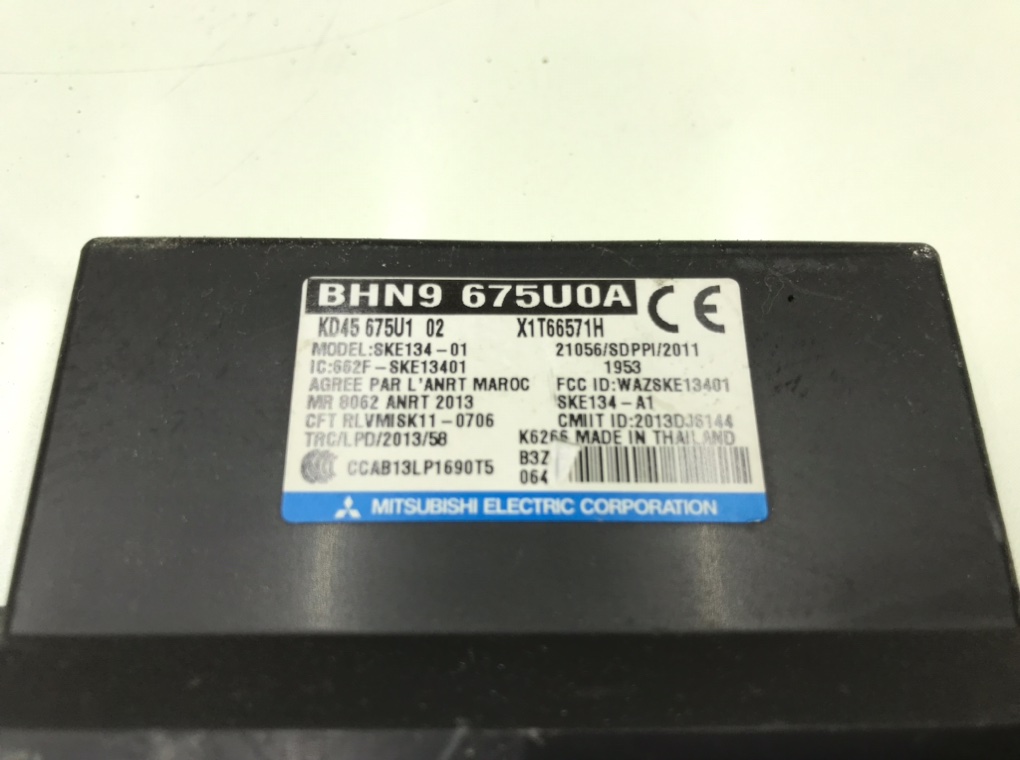 BHN9 675U0A CE
KD45 675U1 02 X1T66571H
MODEL:SKE134-01 21056/SDPPI/2011
IC:662F-SKE13401 1953
AGREE PAR L'ANRT MAROC FCC ID:WAZSKE13401
MR 8062 ANRT 2013 SKE134-A1
CFT RLVMISK11-0706 CMIIT ID:2013DJ6144
TRC/LPD/2013/58 K6266 MADE IN THAILAND
CCAB13LP1690T5 B3Z
064
MITSUBISHI ELECTRIC CORPORATION